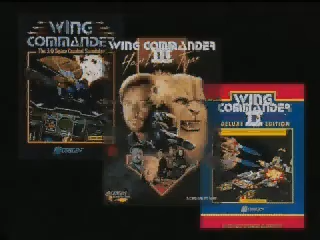 WING
COMMANDER
The 3-D Space Combat Simulator
ORIGIN
WING COMMANDER
III
Heart of the Tiger
ORIGIN
WING
COMMANDER
II
DELUXE EDITION
ORIGIN